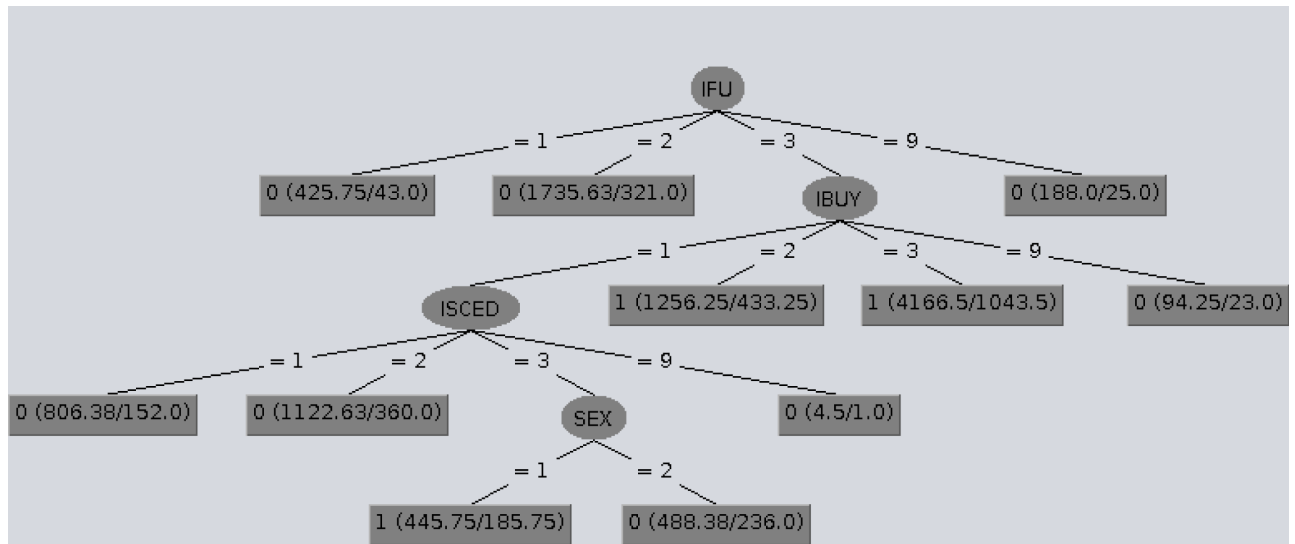 IFU
= 1 = 2 = 3 = 9
0 (425.75/43.0) 0 (1735.63/321.0) IBUY 0 (188.0/25.0)
= 1 = 2 = 3 = 9
ISCED 1 (1256.25/433.25) 1 (4166.5/1043.5) 0 (94.25/23.0)
= 1 = 2 = 3 = 9
0 (806.38/152.0) 0 (1122.63/360.0) SEX 0 (4.5/1.0)
= 1 = 2
1 (445.75/185.75) 0 (488.38/236.0)